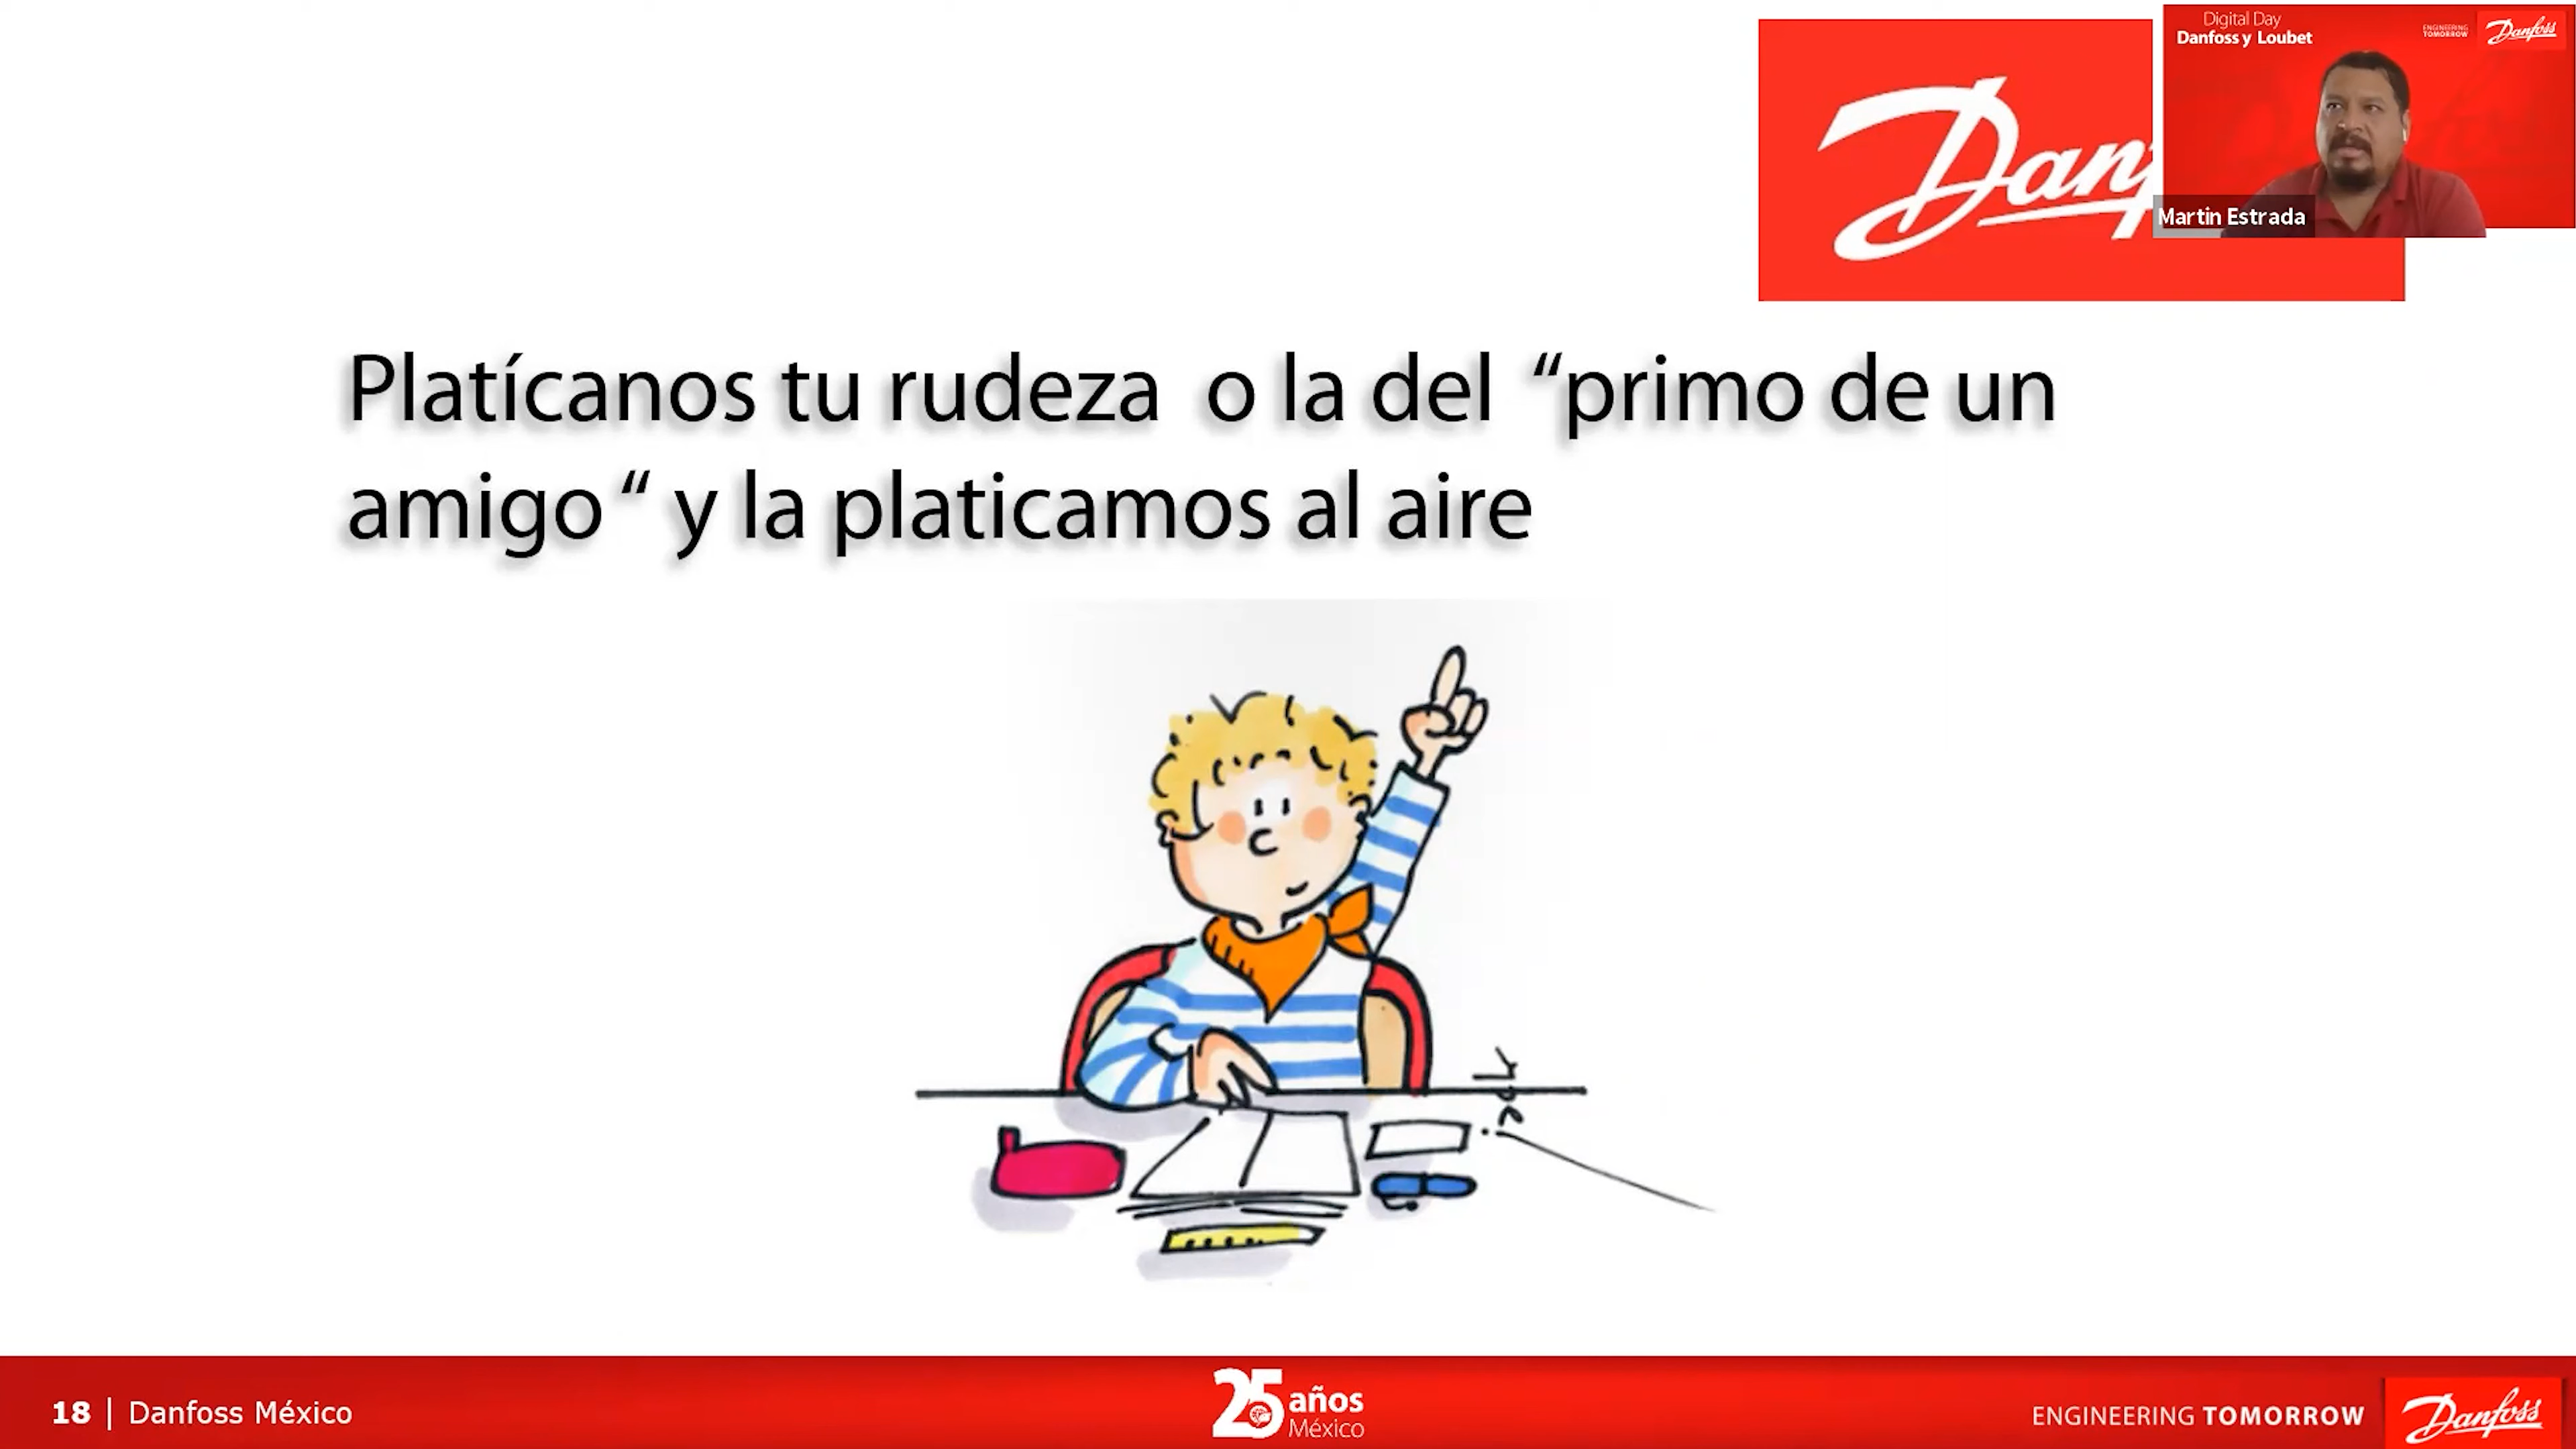 Digital Day
Danfoss y Loubet
ENGINEERING
TOMORROW
Danfoss
Martin Estrada
Platícanos tu rudeza o la del “primo de un
amigo“ y la platicamos al aire
18 | Danfoss México
25 años
México
ENGINEERING TOMORROW
Danfoss